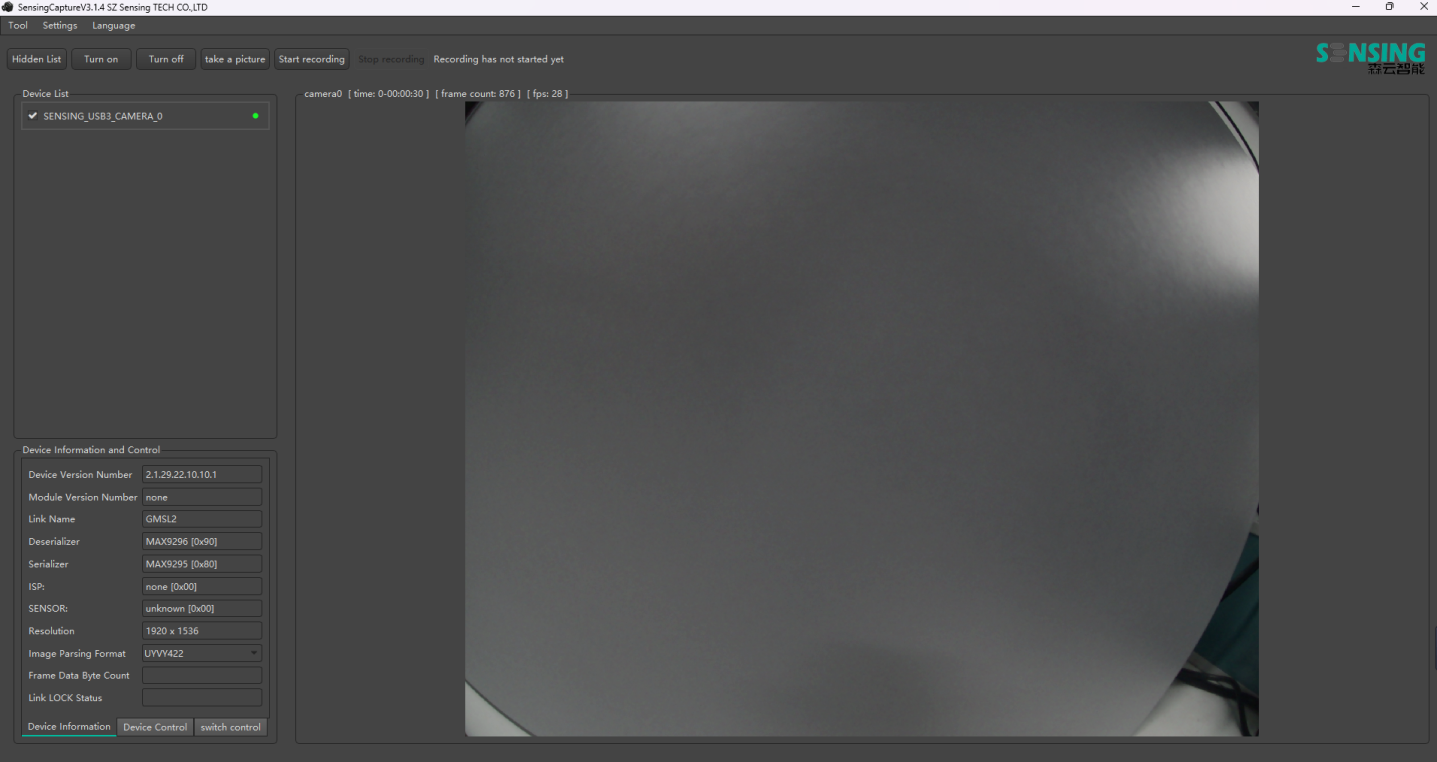 SensingCaptureV3.1.4 SZ Sensing TECH CO.,LTD
Tool Settings Language
Hidden List Turn on Turn off take a picture Start recording Stop recording Recording has not started yet
SENSING
森云智能
Device List
SENSING_USB3_CAMERA_0
camera0 [ time: 0-00:00:30 ] [ frame count: 876 ] [ fps: 28 ]
Device Information and Control
Device Version Number 2.1.29.22.10.10.1
Module Version Number none
Link Name GMSL2
Deserializer MAX9296 [0x90]
Serializer MAX9295 [0x80]
ISP: none [0x00]
SENSOR: unknown [0x00]
Resolution 1920 x 1536
Image Parsing Format UYVY422
Frame Data Byte Count
Link LOCK Status
Device Information Device Control switch control